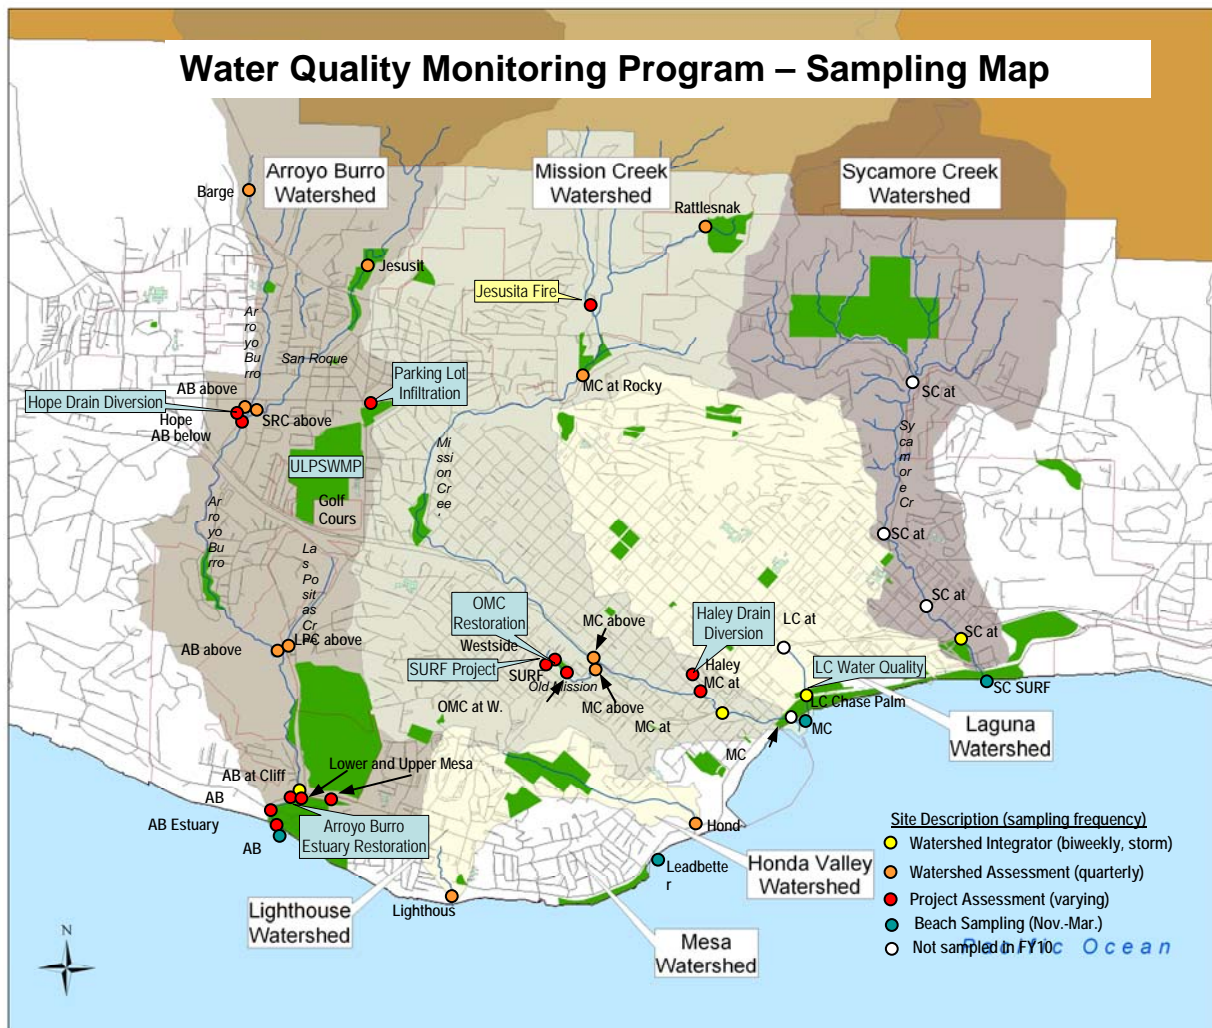 Water Quality Monitoring Program – Sampling Map
Arroyo Burro
Watershed
Mission Creek
Watershed
Sycamore Creek
Watershed
Barge
Rattlesnak
Jesusit
Jesusita Fire
Ar
ro
yo
Bu
rro
San Roque
Parking Lot
Infiltration
MC at Rocky
SC at
AB above
Hope Drain Diversion
Hope
SRC above
AB below
Mi
ssi
on
Cre
Sy
ca
m
or
e
Cr
ULPSWMP
Golf
Cours
Ar
ro
yo
Bu
rro
La
s
Po
sit
as
Cr
SC at
SC at
OMC
Restoration
Haley Drain
Diversion
MC above
LC at
SC at
LPC above
AB above
Westside
SURF Project
SURF
Haley
MC at
LC Water Quality
SC SURF
Old Mission
OMC at W.
MC above
MC at
LC Chase Palm
MC
MC
Laguna
Watershed
Lower and Upper Mesa
AB at Cliff
AB
AB Estuary
AB
Arroyo Burro
Estuary Restoration
Hond
Leadbette
r
Honda Valley
Watershed
Lighthous
Lighthouse
Watershed
Mesa
Watershed
N
Site Description (sampling frequency)
Watershed Integrator (biweekly, storm)
Watershed Assessment (quarterly)
Project Assessment (varying)
Beach Sampling (Nov.-Mar.)
Not sampled in FY10
Pacific Ocean